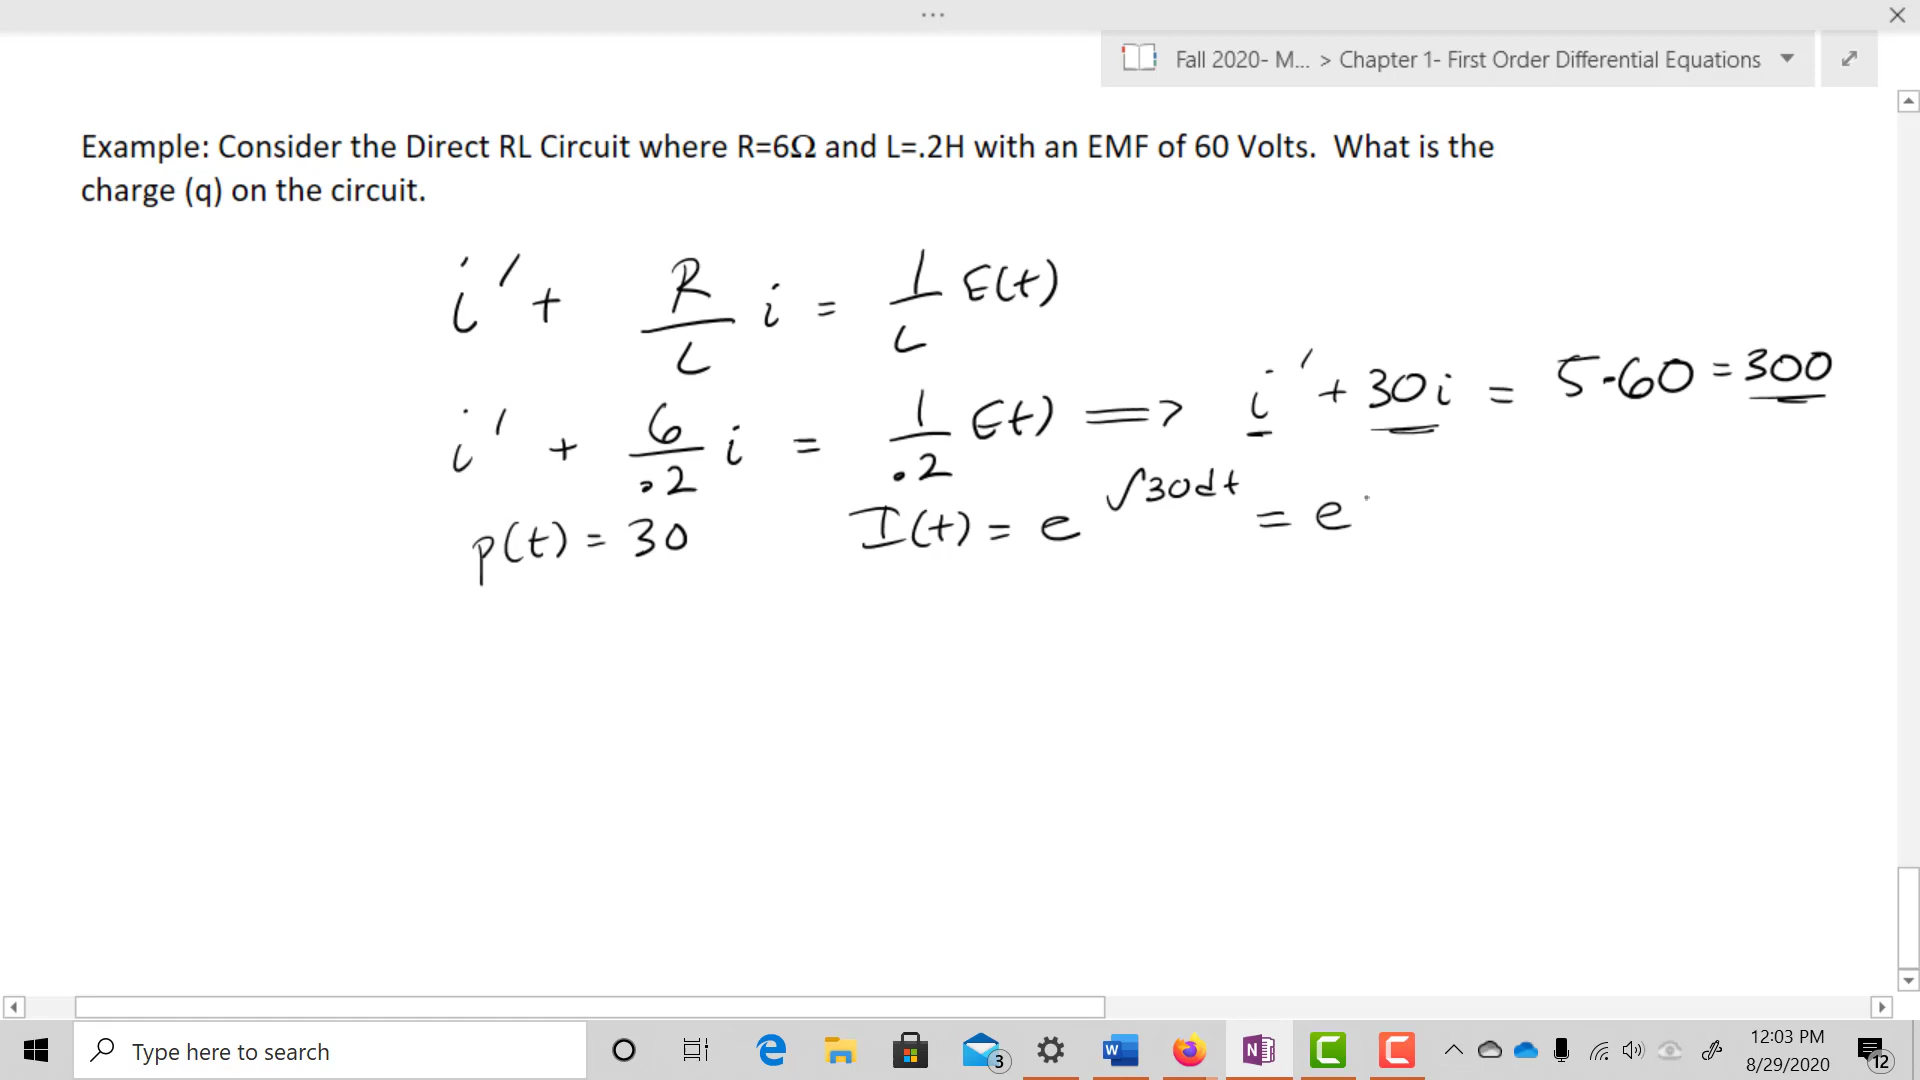 Fall 2020- M... > Chapter 1- First Order Differential Equations
Example: Consider the Direct RL Circuit where R=6Ω and L=.2H with an EMF of 60 Volts. What is the
charge (q) on the circuit.
i' + R/L i = 1/L E(t)
i' + 6/.2 i = 1/.2 E(t) => i' + 30i = 5·60 = 300
p(t) = 30 I(t) = e^∫30dt = e
Type here to search
3
12:03 PM
8/29/2020
12